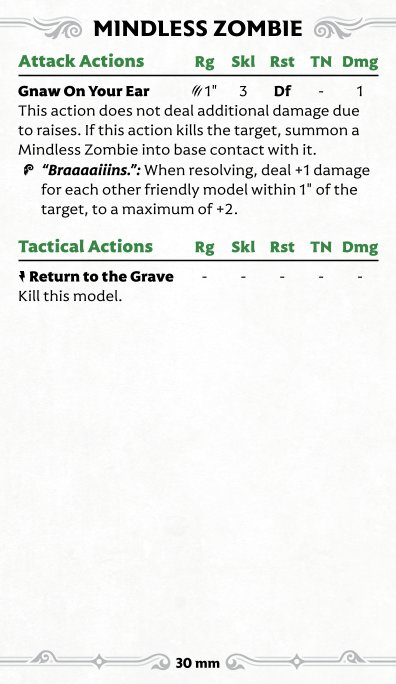 MINDLESS ZOMBIE
Attack Actions Rg Skl Rst TN Dmg
Gnaw On Your Ear 1" 3 Df - 1
This action does not deal additional damage due
to raises. If this action kills the target, summon a
Mindless Zombie into base contact with it.
“Braaaaiiins.”: When resolving, deal +1 damage
for each other friendly model within 1" of the
target, to a maximum of +2.
Tactical Actions Rg Skl Rst TN Dmg
Return to the Grave - - - - -
Kill this model.
30 mm